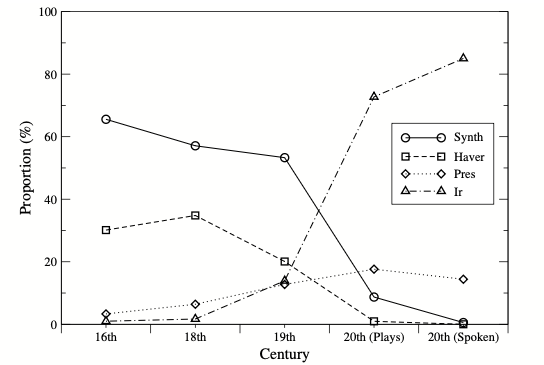 100
80
60
40
20
0
Proportion (%)
Synth
Haver
Pres
Ir
16th 18th 19th 20th (Plays) 20th (Spoken)
Century